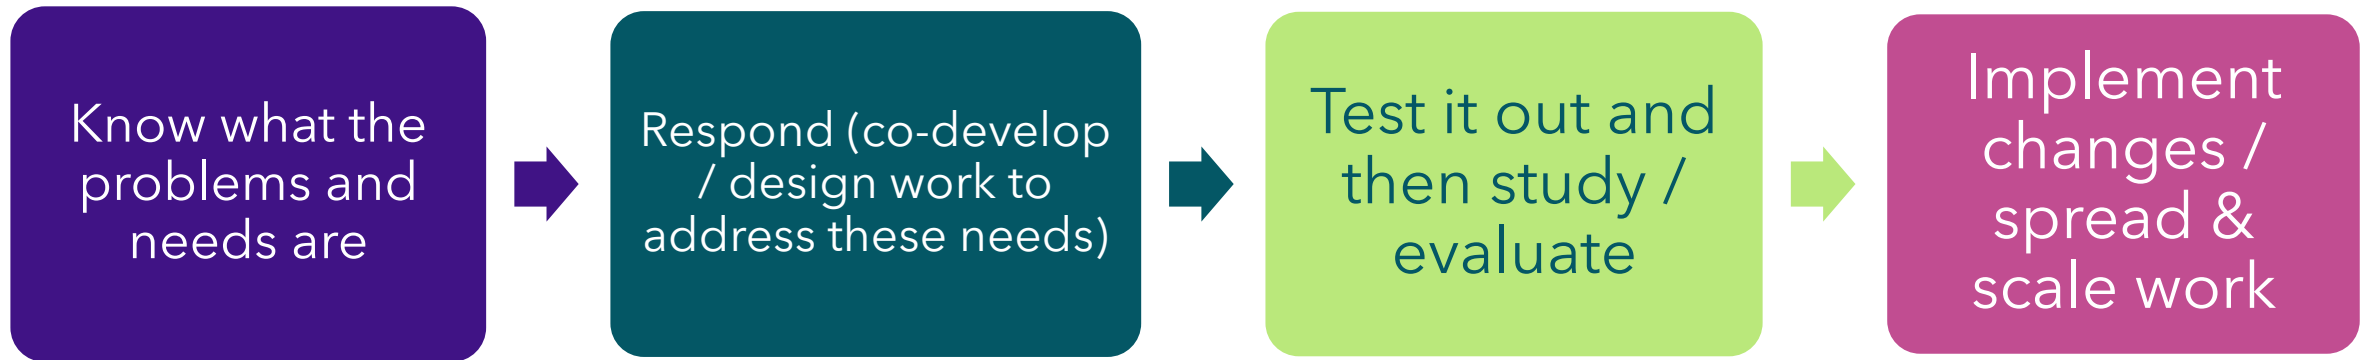 Know what the
problems and
needs are
Respond (co-develop
/ design work to
address these needs)
Test it out and
then study /
evaluate
Implement
changes /
spread &
scale work